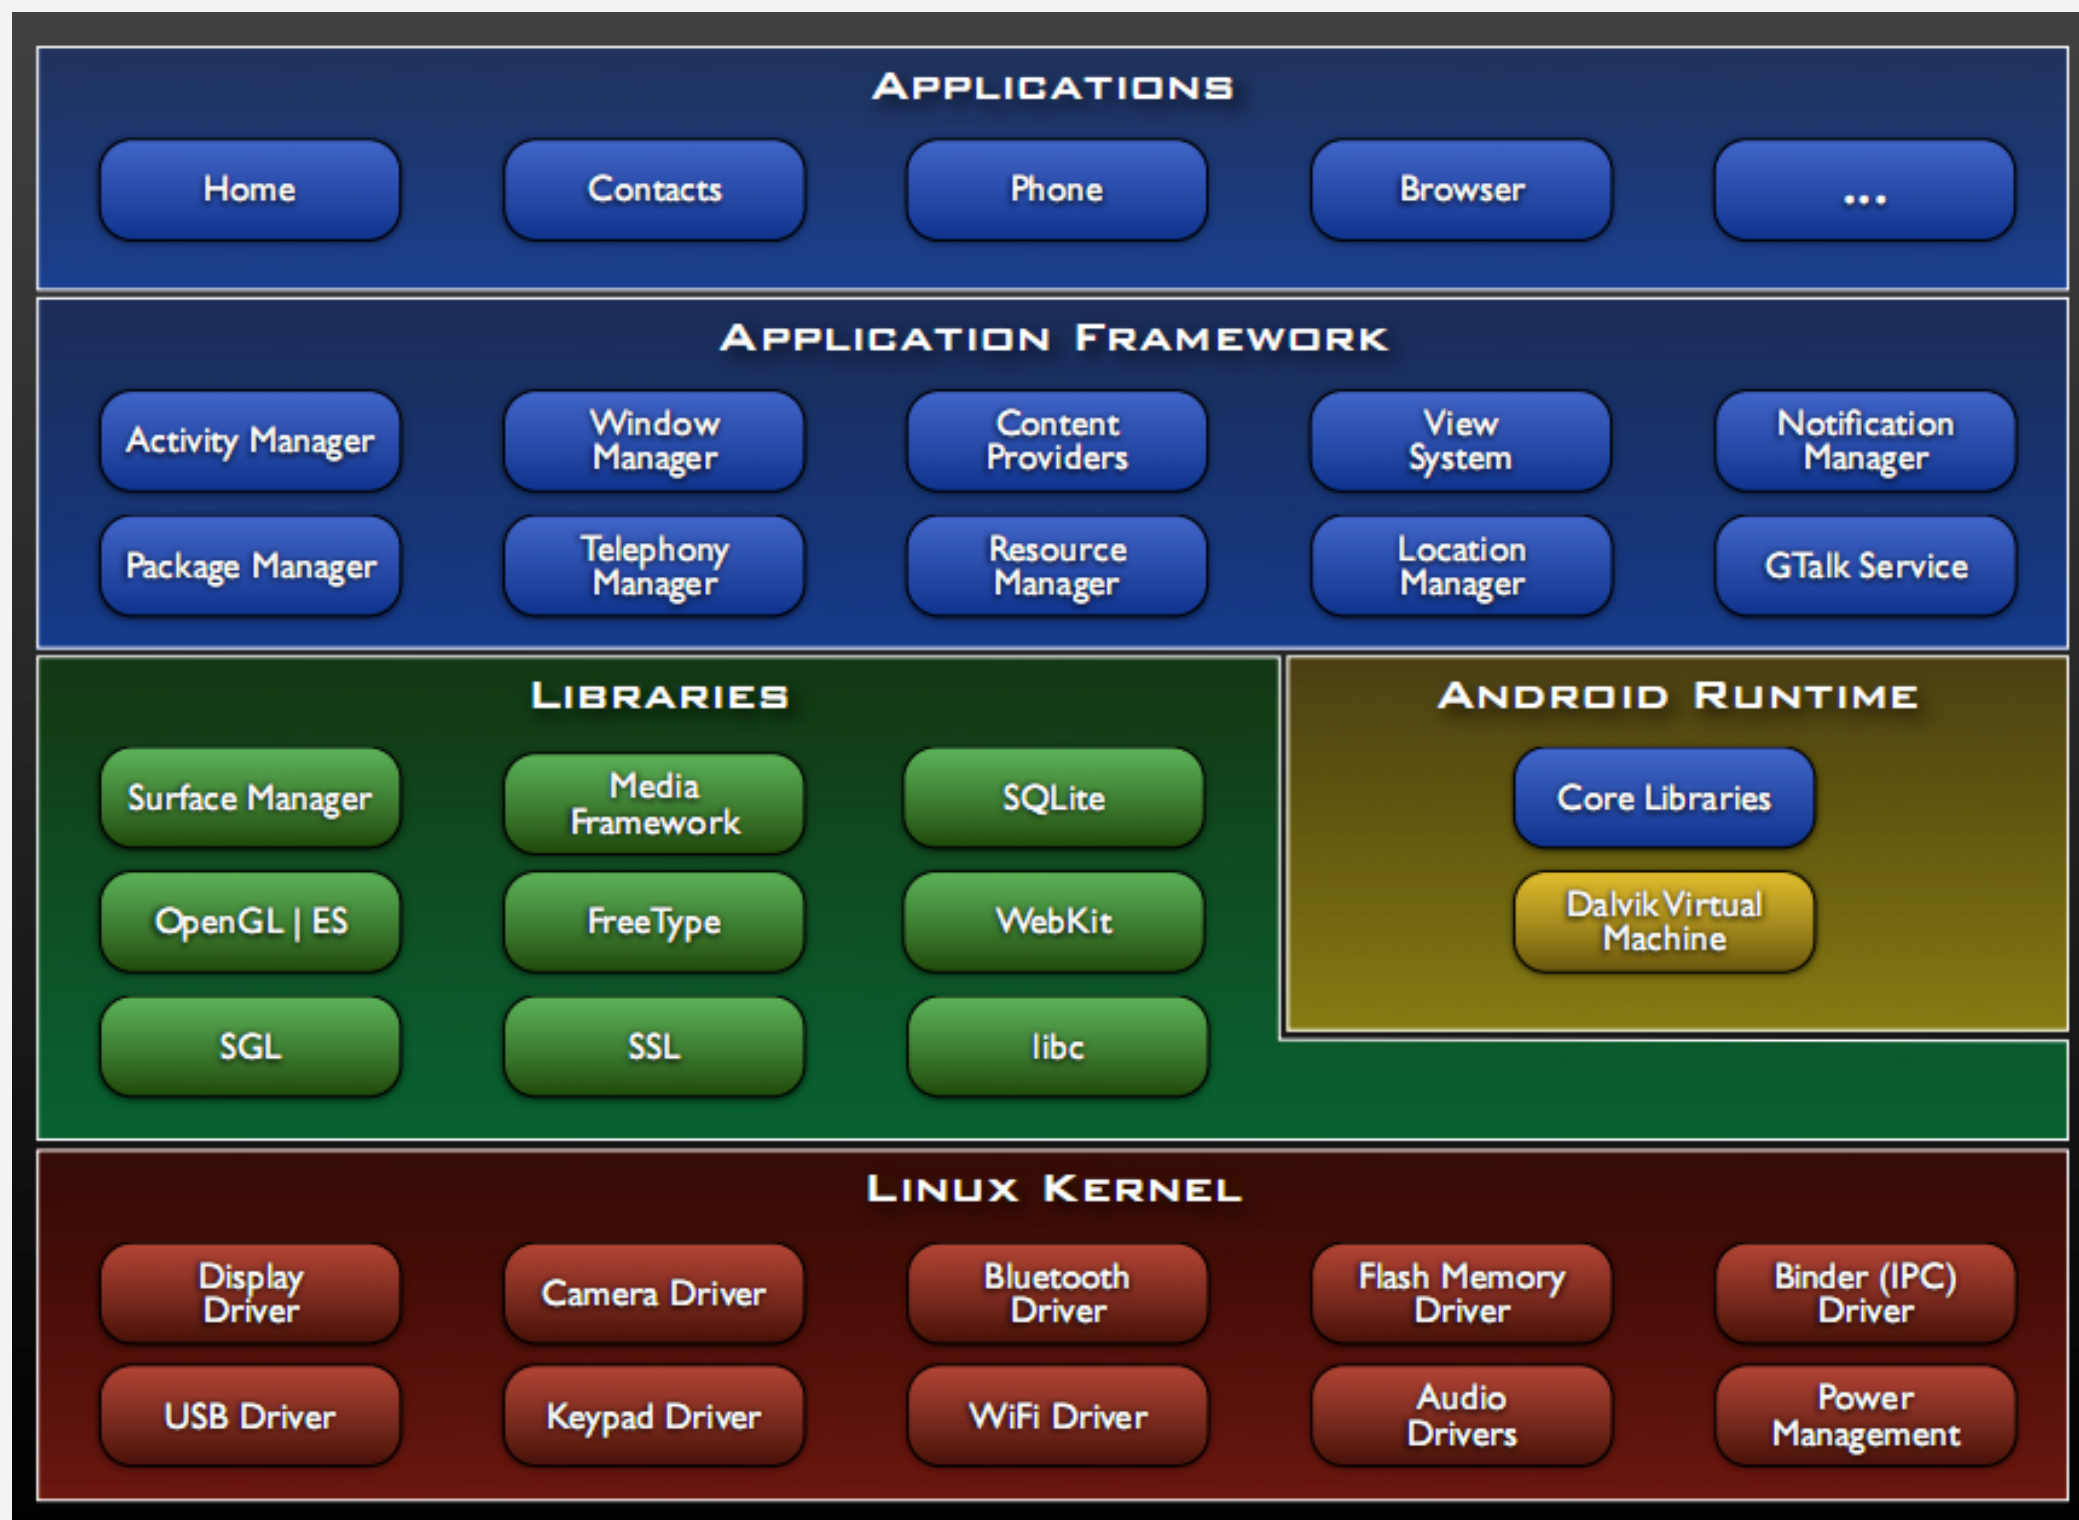 APPLICATIONS
Home
Contacts
Phone
Browser
...
APPLICATION FRAMEWORK
Activity Manager
Window
Manager
Content
Providers
View
System
Notification
Manager
Package Manager
Telephony
Manager
Resource
Manager
Location
Manager
GTalk Service
LIBRARIES
Surface Manager
Media
Framework
SQLite
OpenGL | ES
FreeType
WebKit
SGL
SSL
libc
ANDROID RUNTIME
Core Libraries
Dalvik Virtual
Machine
LINUX KERNEL
Display
Driver
Camera Driver
Bluetooth
Driver
Flash Memory
Driver
Binder (IPC)
Driver
USB Driver
Keypad Driver
WiFi Driver
Audio
Drivers
Power
Management